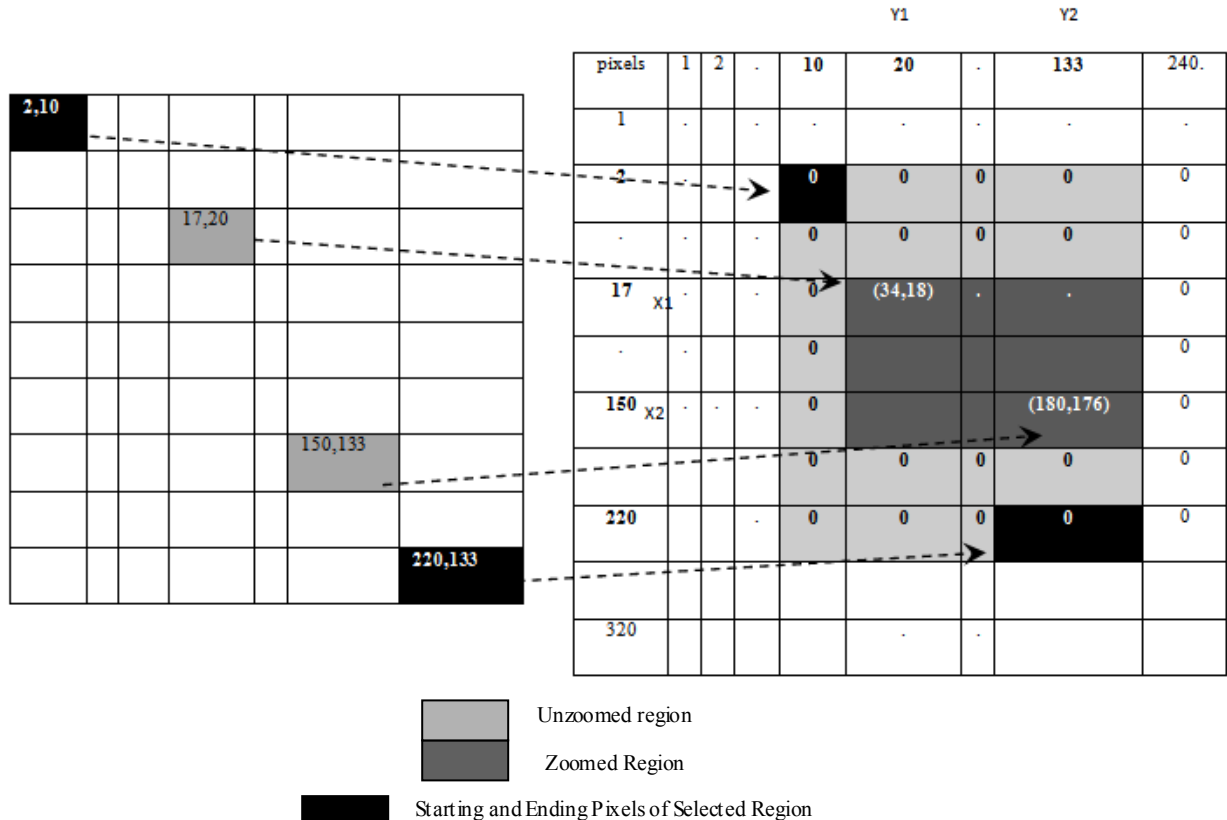 Y1 Y2
pixels 1 2 . 10 20 . 133 240.
2,10
1 . . . . . . .
2 . 0 0 0 0 0
17,20
. . . 0 0 0 0 0
17 X1 . . 0 (34,18) . . 0
. . 0 0
150 X2 . . . 0 (180,176) 0
150,133
0 0 0 0 0
220 . 0 0 0 0 0
220,133
320 . .
Unzoomed region
Zoomed Region
Starting and Ending Pixels of Selected Region